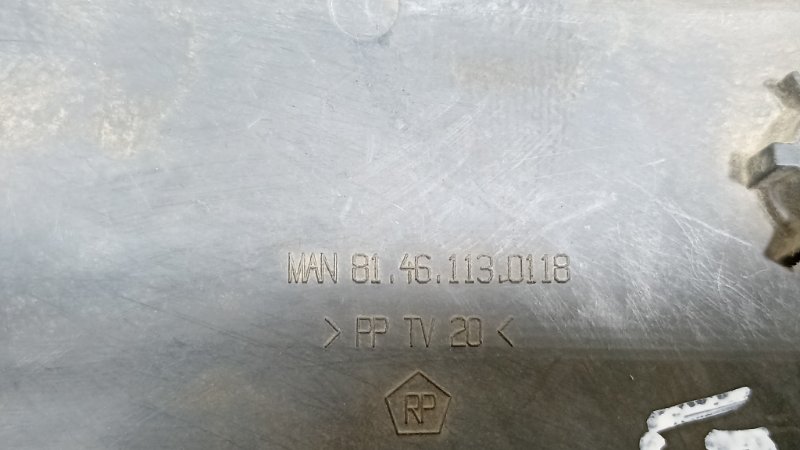 MAN 81.46.113.0118
> PP TV 20 <
RP